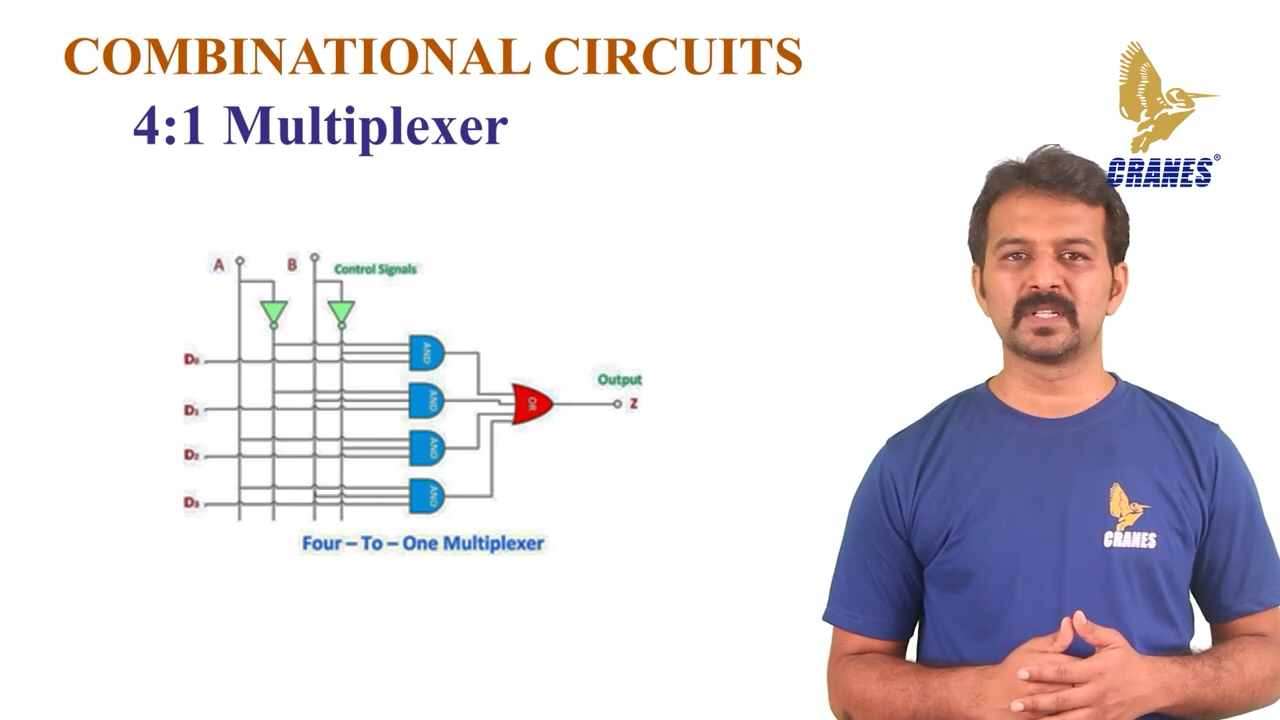 COMBINATIONAL CIRCUITS
4:1 Multiplexer
CRANES®
A
B
Control Signals
D₀
AND
Output
D₁
AND
OR
Z
D₂
AND
D₃
AND
Four – To – One Multiplexer
CRANES